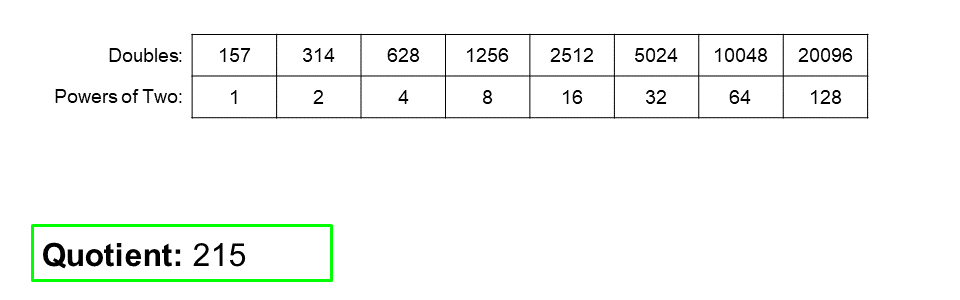 Doubles: 157 314 628 1256 2512 5024 10048 20096
Powers of Two: 1 2 4 8 16 32 64 128
Quotient: 215